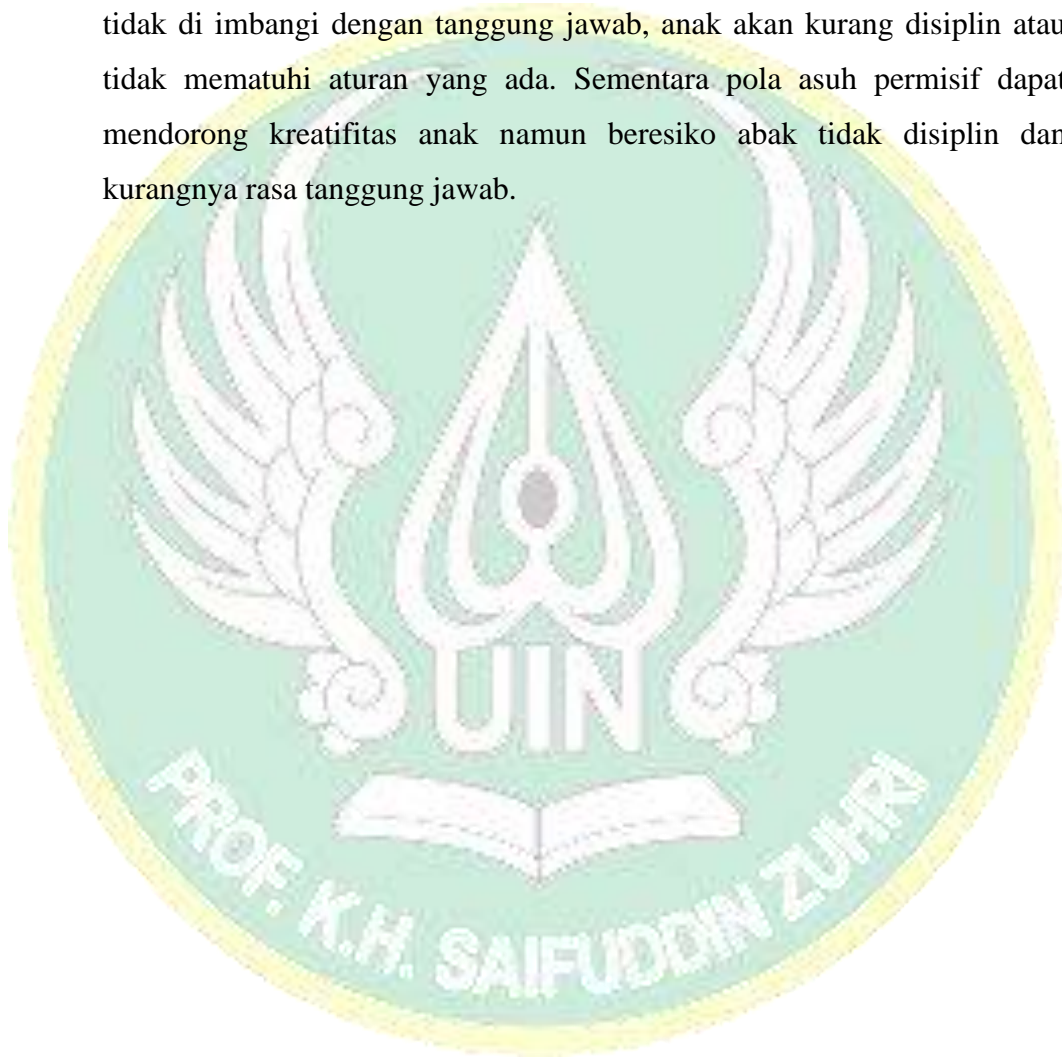 tidak di imbangi dengan tanggung jawab, anak akan kurang disiplin atau
tidak mematuhi aturan yang ada. Sementara pola asuh permisif dapat
mendorong kreatifitas anak namun beresiko abak tidak disiplin dan
kurangnya rasa tanggung jawab.
UIN
PROF. K.H. SAIFUDDIN ZUHRI